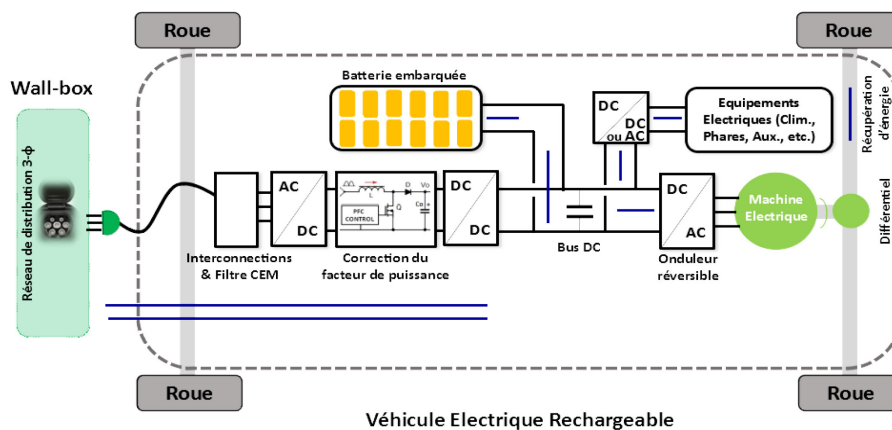 Roue
Roue
Wall-box
Réseau de distribution 3-ϕ
Batterie embarquée
DC
DC
ou AC
Equipements
Electriques (Clim.,
Phares, Aux., etc.)
Récupération
d'énergie
AC
DC
L
D
Vo
PFC
CONTROL
Q
CB
DC
DC
Interconnections
& Filtre CEM
Correction du
facteur de puissance
Bus DC
DC
AC
Onduleur
réversible
Machine
Electrique
Différentiel
Roue
Roue
Véhicule Electrique Rechargeable